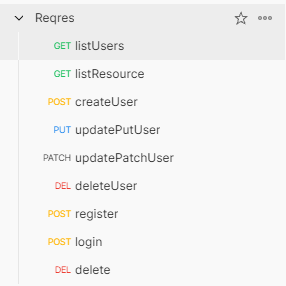 Reqres
GET listUsers
GET listResource
POST createUser
PUT updatePutUser
PATCH updatePatchUser
DEL deleteUser
POST register
POST login
DEL delete